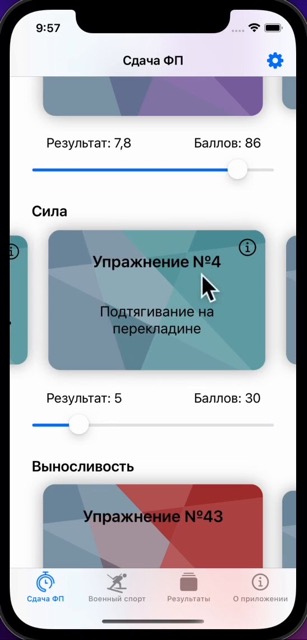 9:57
Сдача ФП
Результат: 7,8 Баллов: 86
Сила
Упражнение №4
Подтягивание на
перекладине
Результат: 5 Баллов: 30
Выносливость
Упражнение №43
Сдача ФП Военный спорт Результаты О приложении